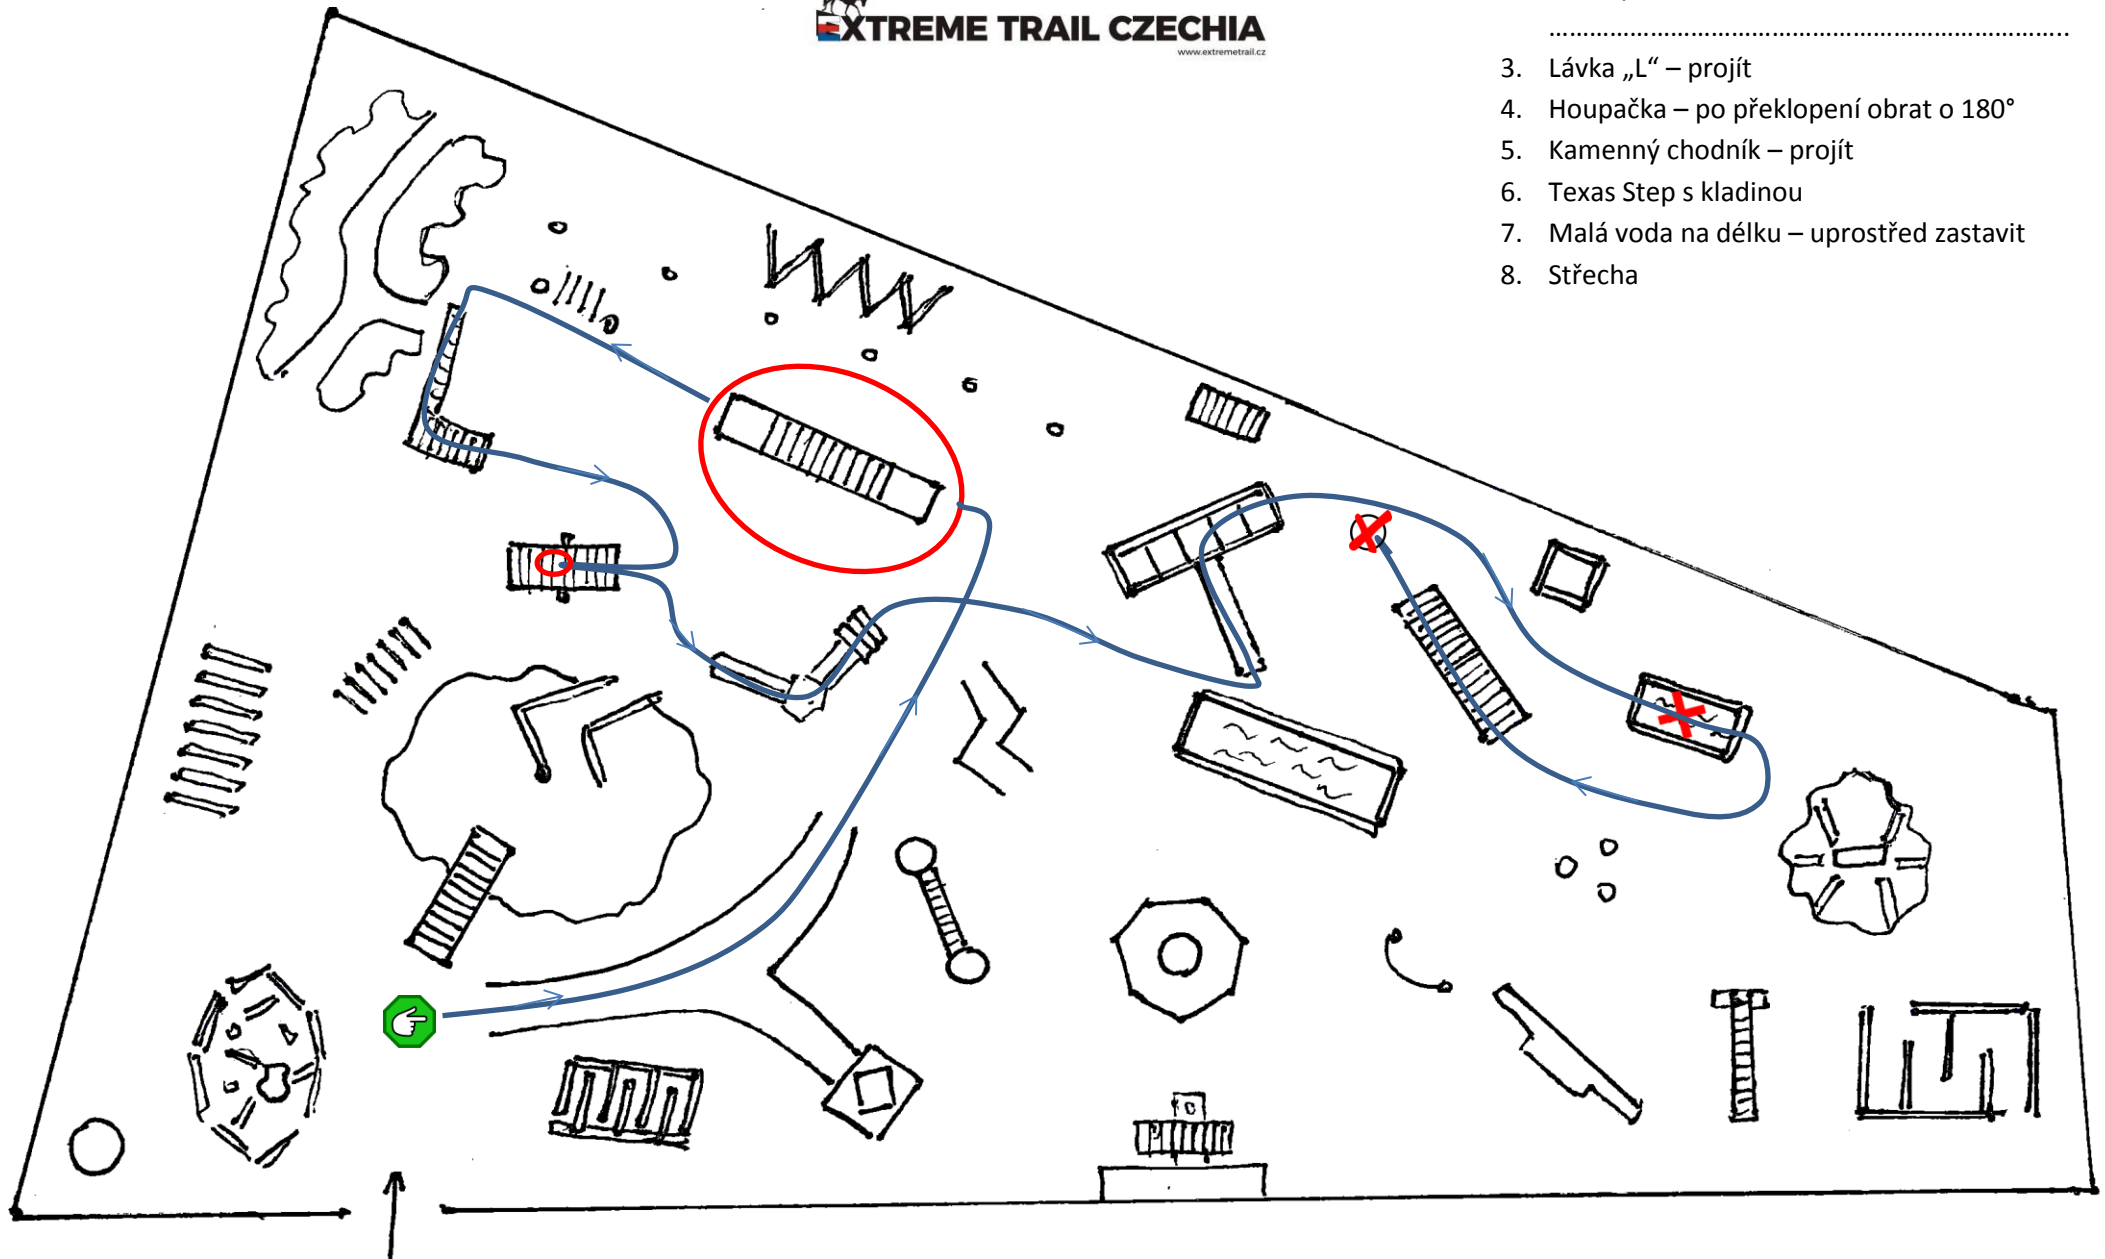 EXTREME TRAIL CZECHIA
www.extremetrail.cz
……………………………………………………………………..
3. Lávka „L“ – projít
4. Houpačka – po překlopení obrat o 180°
5. Kamenný chodník – projít
6. Texas Step s kladinou
7. Malá voda na délku – uprostřed zastavit
8. Střecha